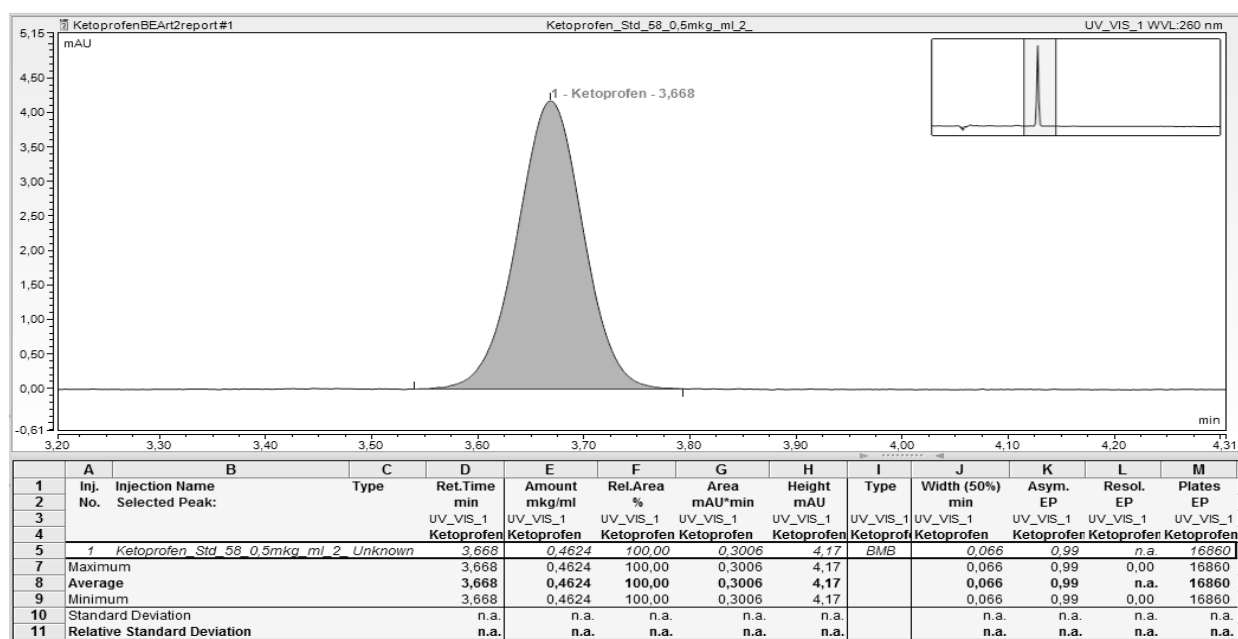 KetoprofenBEArt2report #1 Ketoprofen_Std_58_0,5mkg_ml_2_ UV_VIS_1 WVL:260 nm
5,15
mAU
4,50
4,00
3,50
3,00
2,50
2,00
1,50
1,00
0,50
0,00
-0,61
1 - Ketoprofen - 3,668
min
3,20 3,30 3,40 3,50 3,60 3,70 3,80 3,90 4,00 4,10 4,20 4,31
A B C D E F G H I J K L M
1 Inj. Injection Name Type Ret.Time Amount Rel.Area Area Height Type Width (50%) Asym. Resol. Plates
2 No. Selected Peak: min mkg/ml % mAU*min mAU min EP EP EP
3 UV_VIS_1 UV_VIS_1 UV_VIS_1 UV_VIS_1 UV_VIS_1 UV_VIS_1 UV_VIS_1 UV_VIS_1 UV_VIS_1 UV_VIS_1
4 Ketoprofen Ketoprofen Ketoprofen Ketoprofen Ketoprofen Ketoprof Ketoprofen Ketoprofen Ketoprofen Ketoprofen
5 1 Ketoprofen_Std_58_0,5mkg_ml_2_ Unknown 3,668 0,4624 100,00 0,3006 4,17 BMB 0,066 0,99 n.a. 16860
7 Maximum 3,668 0,4624 100,00 0,3006 4,17 0,066 0,99 0,00 16860
8 Average 3,668 0,4624 100,00 0,3006 4,17 0,066 0,99 n.a. 16860
9 Minimum 3,668 0,4624 100,00 0,3006 4,17 0,066 0,99 0,00 16860
10 Standard Deviation n.a. n.a. n.a. n.a. n.a. n.a. n.a. n.a. n.a.
11 Relative Standard Deviation n.a. n.a. n.a. n.a. n.a. n.a. n.a. n.a. n.a.